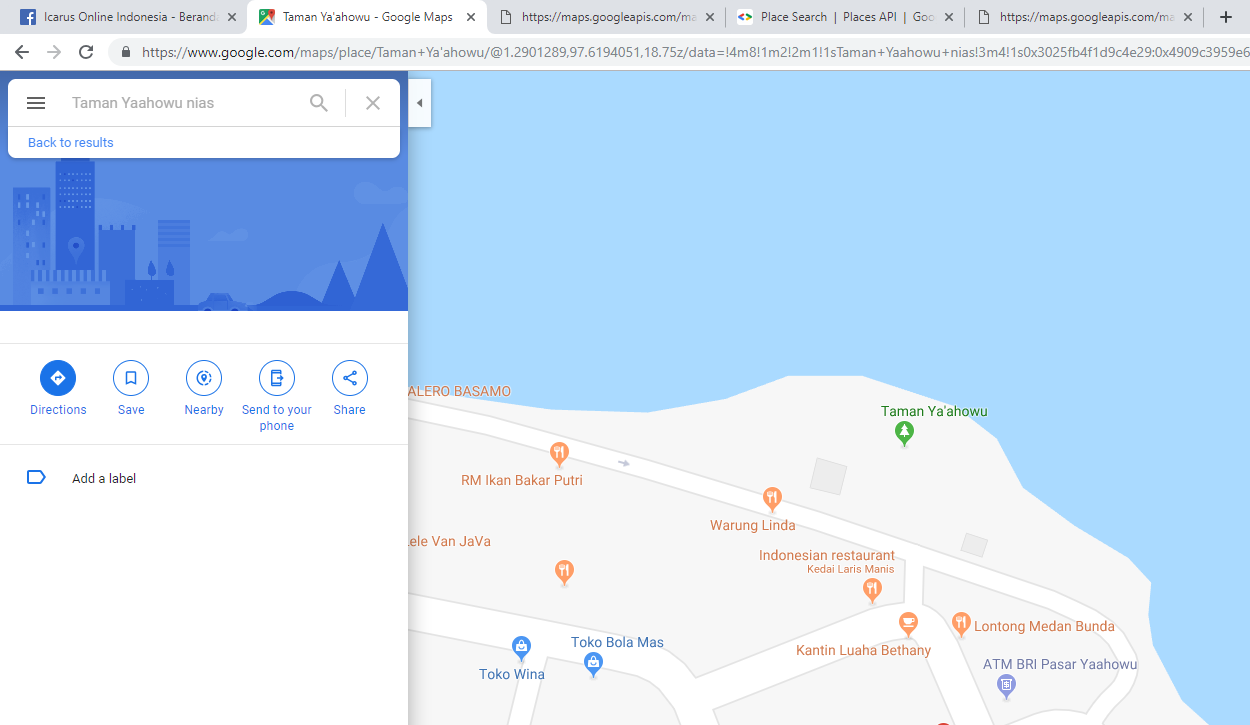 Icarus Online Indonesia - Beranda
Taman Ya'ahowu - Google Maps
https://maps.googleapis.com/ma
Place Search | Places API | Goo
https://maps.googleapis.com/ma
https://www.google.com/maps/place/Taman+Ya'ahowu/@1.2901289,97.6194051,18.75z/data=!4m8!1m2!2m1!1sTaman+Yaahowu+nias!3m4!1s0x3025fb4f1d9c4e29:0x4909c3959e6
Taman Yaahowu nias
Back to results
Directions
Save
Nearby
Send to your
phone
Share
Add a label
ALERO BASAMO
Taman Ya'ahowu
RM Ikan Bakar Putri
Warung Linda
Lele Van JaVa
Indonesian restaurant
Kedai Laris Manis
Lontong Medan Bunda
Toko Bola Mas
Kantin Luaha Bethany
ATM BRI Pasar Yaahowu
Toko Wina